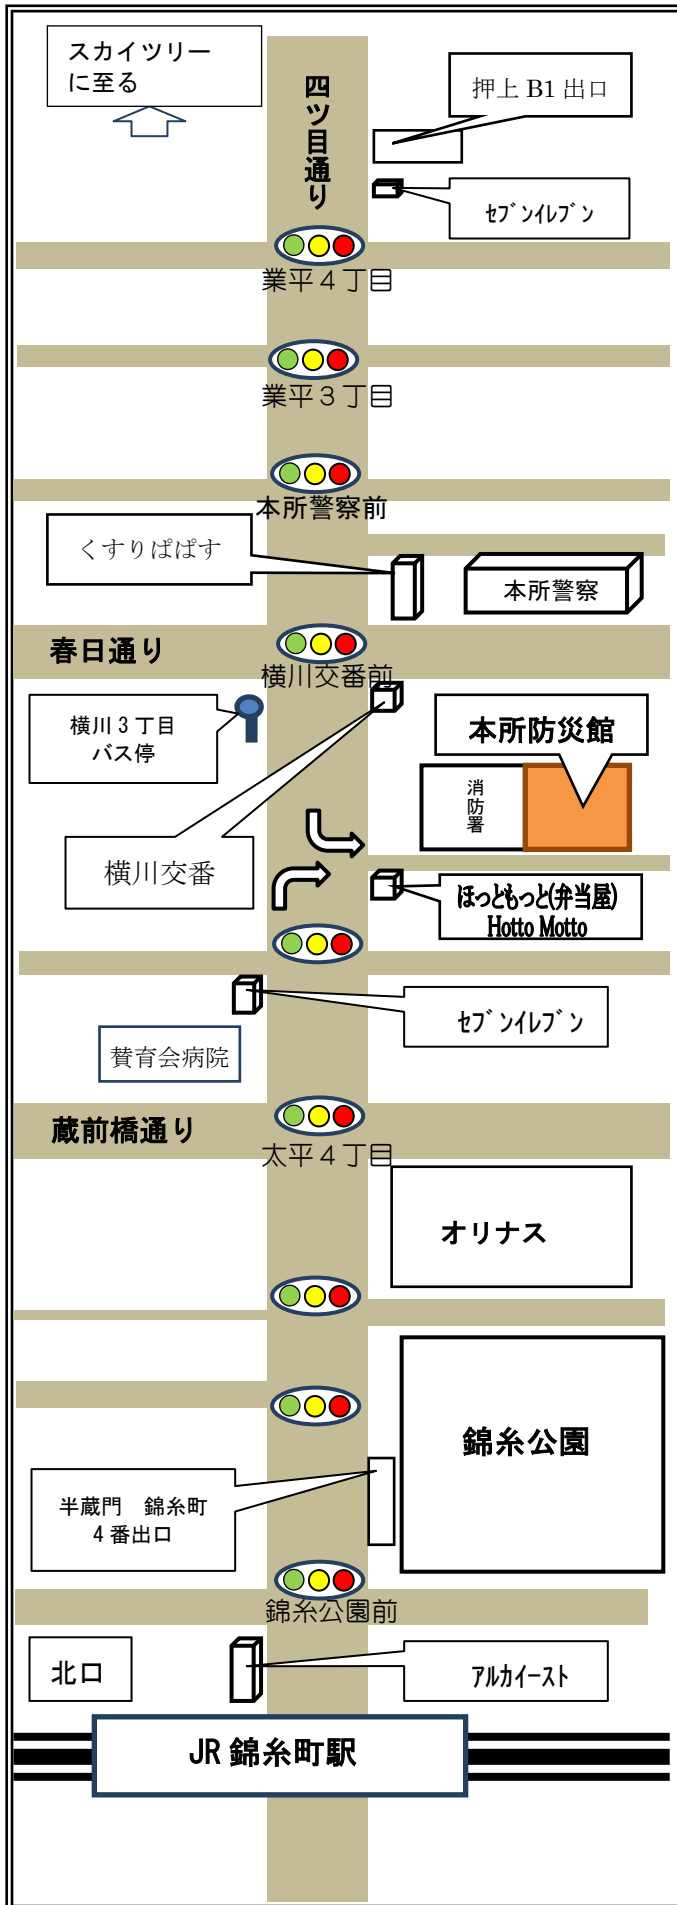 スカイツリー
に至る
四ツ目通り
押上 B1 出口
ｾﾌﾞﾝｲﾚﾌﾞﾝ
業平４丁目
業平３丁目
本所警察前
くすりぱぱす
本所警察
春日通り
横川交番前
横川３丁目
バス停
本所防災館
消防署
横川交番
ほっともっと(弁当屋)
Hotto Motto
ｾﾌﾞﾝｲﾚﾌﾞﾝ
賛育会病院
蔵前橋通り
太平４丁目
オリナス
錦糸公園
半蔵門　錦糸町
4 番出口
錦糸公園前
北口
ｱﾙｶｲｰｽﾄ
JR 錦糸町駅